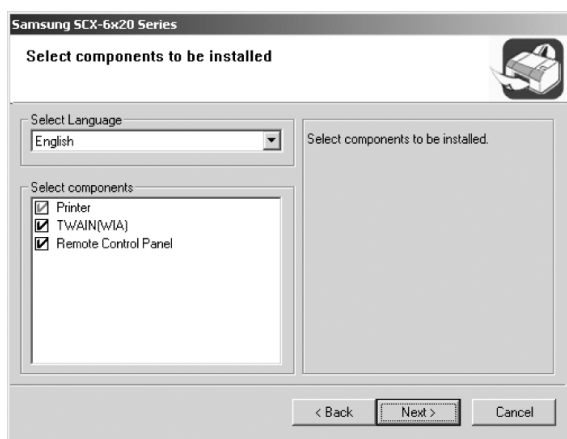 Samsung SCX-6x20 Series
Select components to be installed
Select Language
English
Select components to be installed.
Select components
Printer
TWAIN(WIA)
Remote Control Panel
< Back
Next >
Cancel